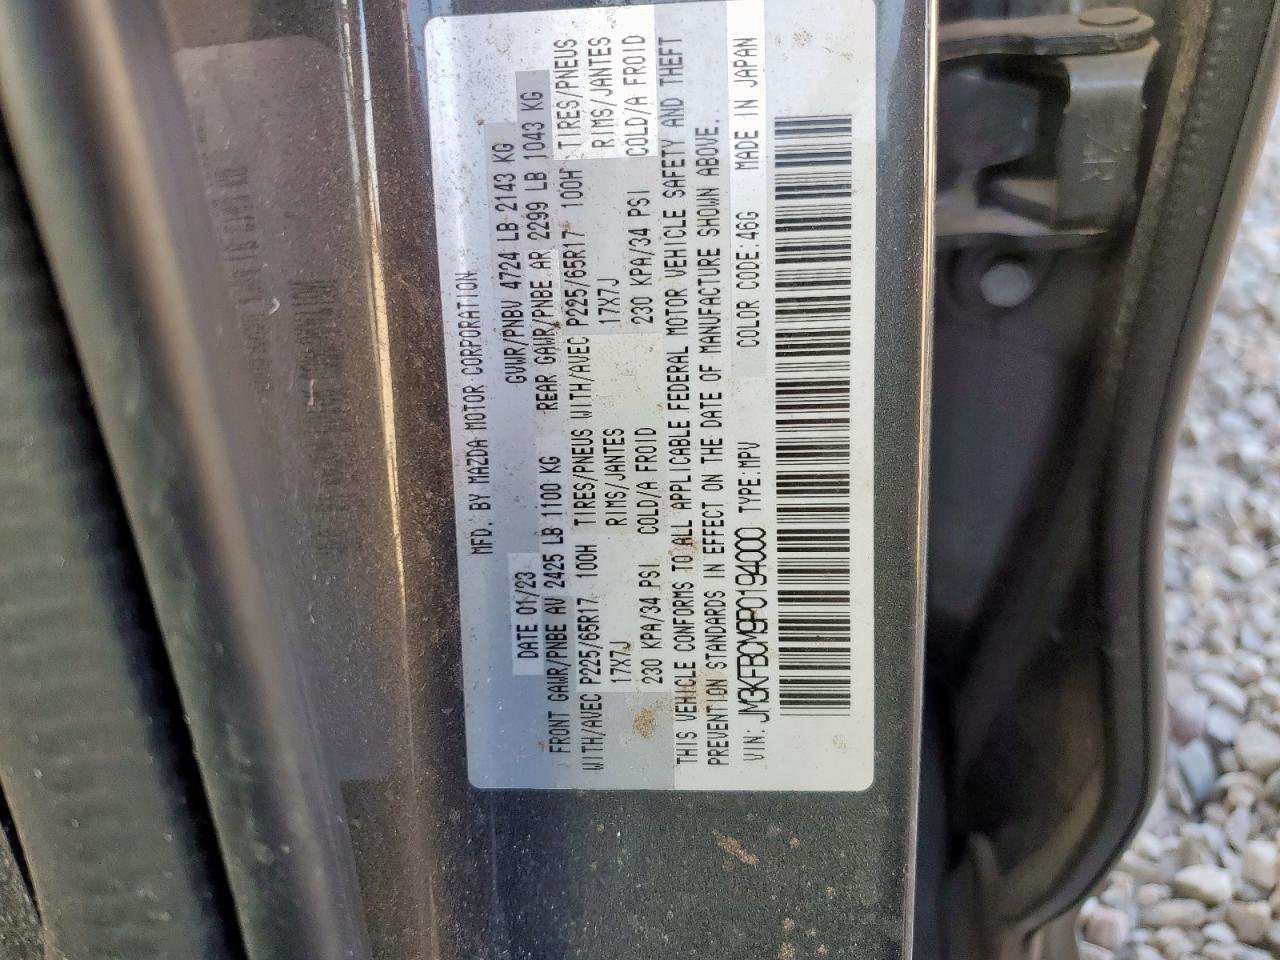 MFD. BY MAZDA MOTOR CORPORATION
DATE 01/23 GVWR/PNBV 4724 LB 2143 KG
FRONT GAWR/PNBE AV 2425 LB 1100 KG REAR GAWR/PNBE AR 2299 LB 1043 KG
WITH/AVEC P225/65R17 100H TIRES/PNEUS WITH/AVEC P225/65R17 100H TIRES/PNEUS
17X7J RIMS/JANTES 17X7J RIMS/JANTES
230 KPA/34 PSI COLD/A FROID 230 KPA/34 PSI COLD/A FROID
THIS VEHICLE CONFORMS TO ALL APPLICABLE FEDERAL MOTOR VEHICLE SAFETY AND THEFT
PREVENTION STANDARDS IN EFFECT ON THE DATE OF MANUFACTURE SHOWN ABOVE.
VIN: JM3KFBCM9P0194000 TYPE:MPV COLOR CODE:46G MADE IN JAPAN